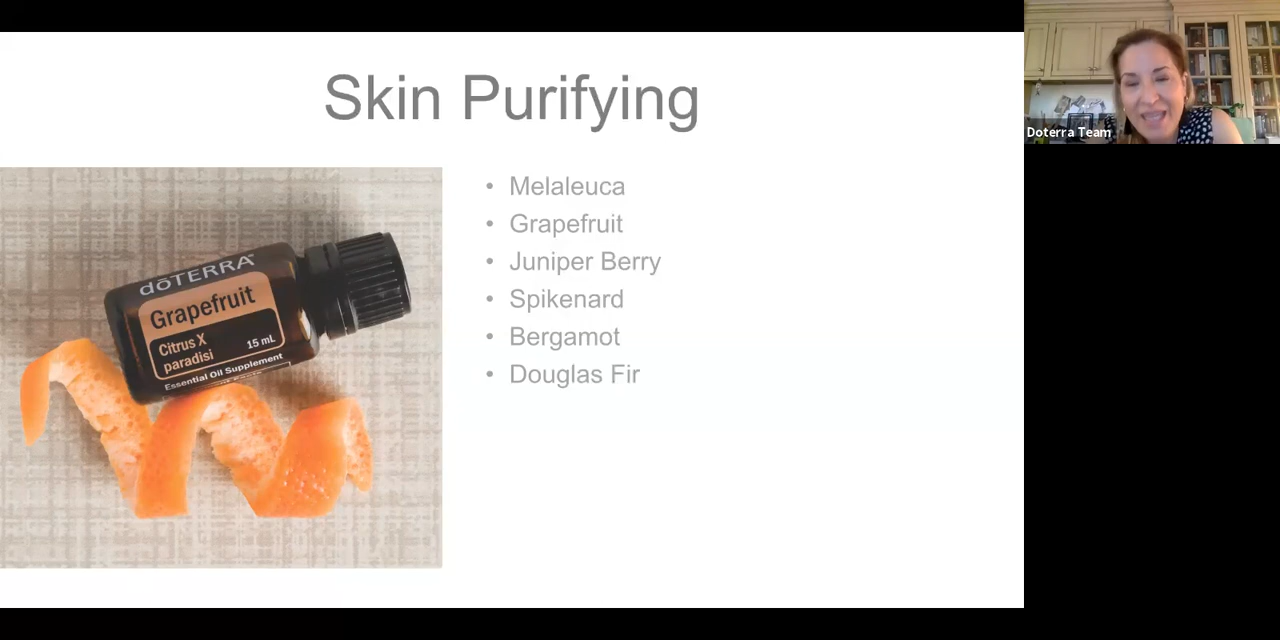 Skin Purifying
• Melaleuca
• Grapefruit
• Juniper Berry
• Spikenard
• Bergamot
• Douglas Fir
dōTERRA
Grapefruit
Citrus X
paradisi
15 mL
Essential Oil Supplement
Doterra Team